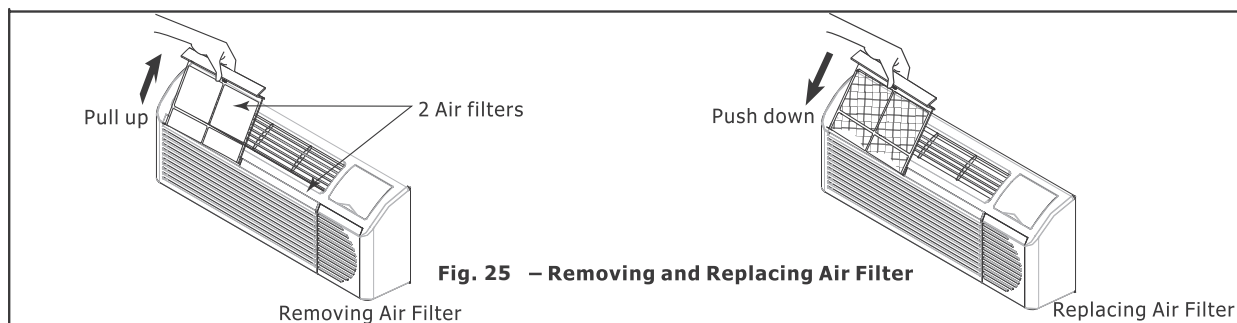 Pull up
2 Air filters
Removing Air Filter
Push down
Replacing Air Filter
Fig. 25 – Removing and Replacing Air Filter